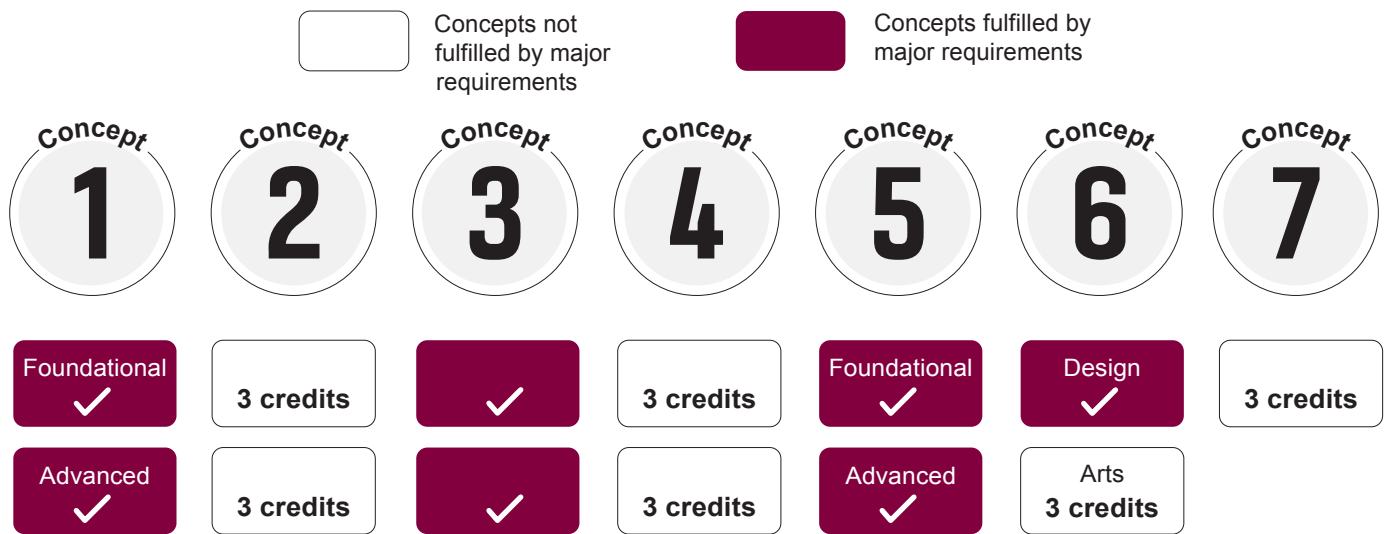 Concepts not
fulfilled by major
requirements
Concepts fulfilled by
major requirements
Concept
1
Concept
2
Concept
3
Concept
4
Concept
5
Concept
6
Concept
7
Foundational
3 credits
3 credits
Foundational
Design
3 credits
Advanced
3 credits
3 credits
Advanced
Arts
3 credits